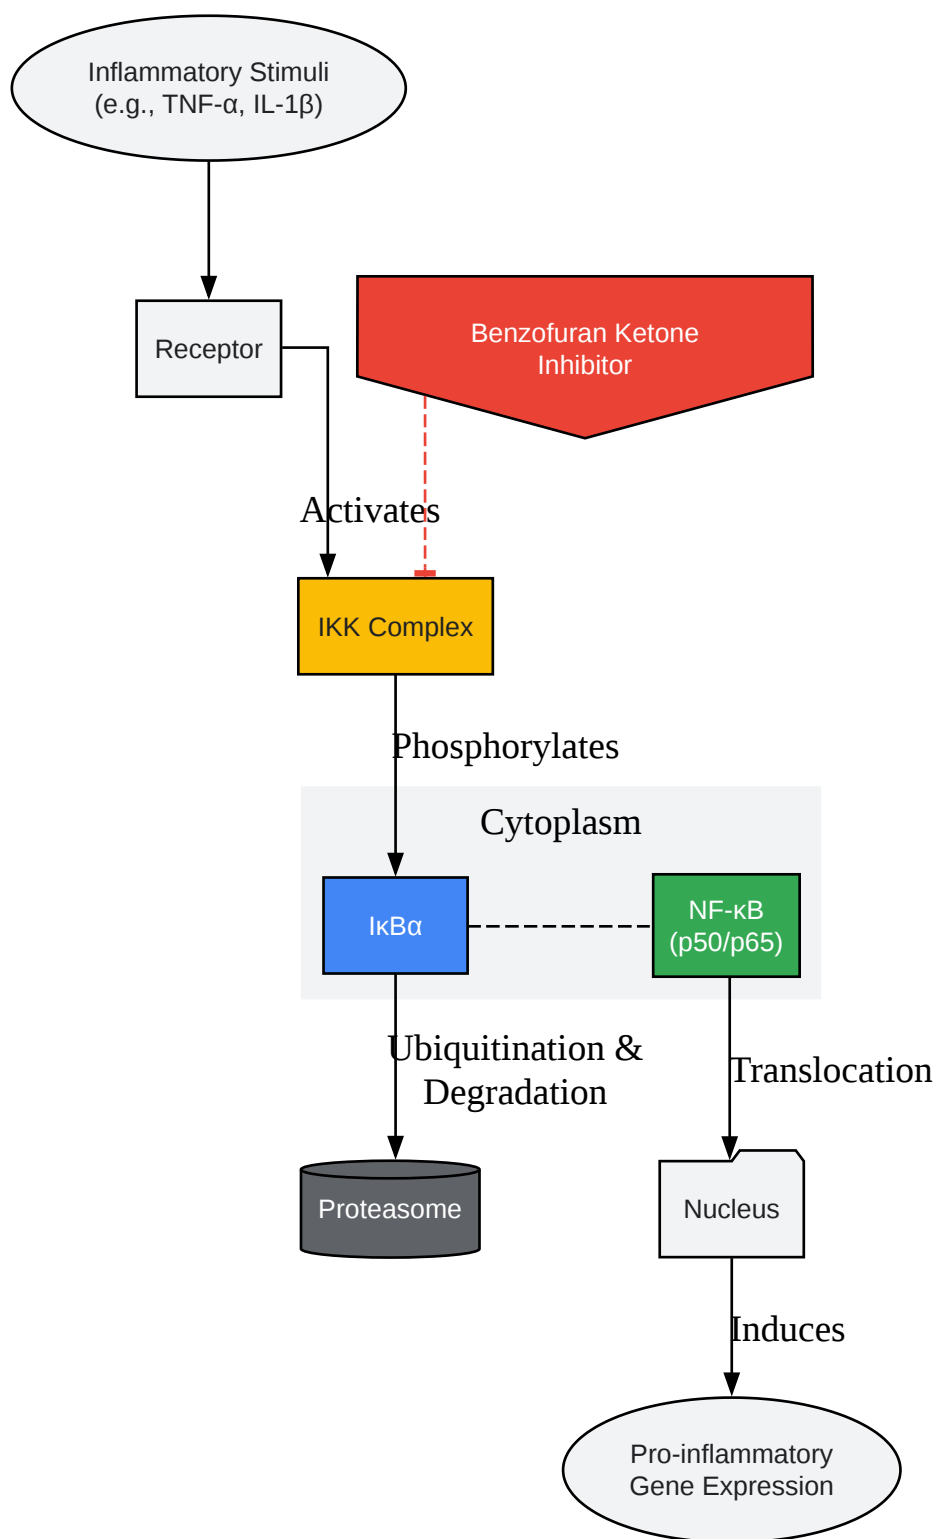 Inflammatory Stimuli
(e.g., TNF-α, IL-1β)
Receptor
Benzofuran Ketone
Inhibitor
Activates
IKK Complex
Phosphorylates
Cytoplasm
IκBα
NF-κB
(p50/p65)
Ubiquitination &
Degradation
Translocation
Proteasome
Nucleus
Induces
Pro-inflammatory
Gene Expression